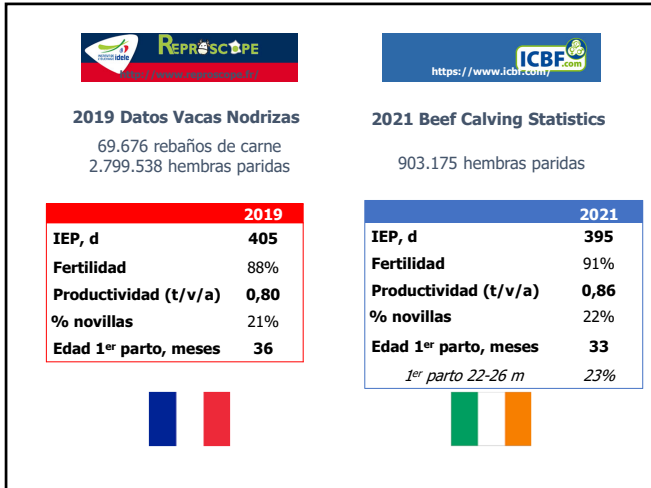 idele
REPROSCOPE
http://www.reproscope.fr/
2019 Datos Vacas Nodrizas
69.676 rebaños de carne
2.799.538 hembras paridas
2019
IEP, d 405
Fertilidad 88%
Productividad (t/v/a) 0,80
% novillas 21%
Edad 1er parto, meses 36
ICBF.com
https://www.icbf.com/
2021 Beef Calving Statistics
903.175 hembras paridas
2021
IEP, d 395
Fertilidad 91%
Productividad (t/v/a) 0,86
% novillas 22%
Edad 1er parto, meses 33
1er parto 22-26 m 23%